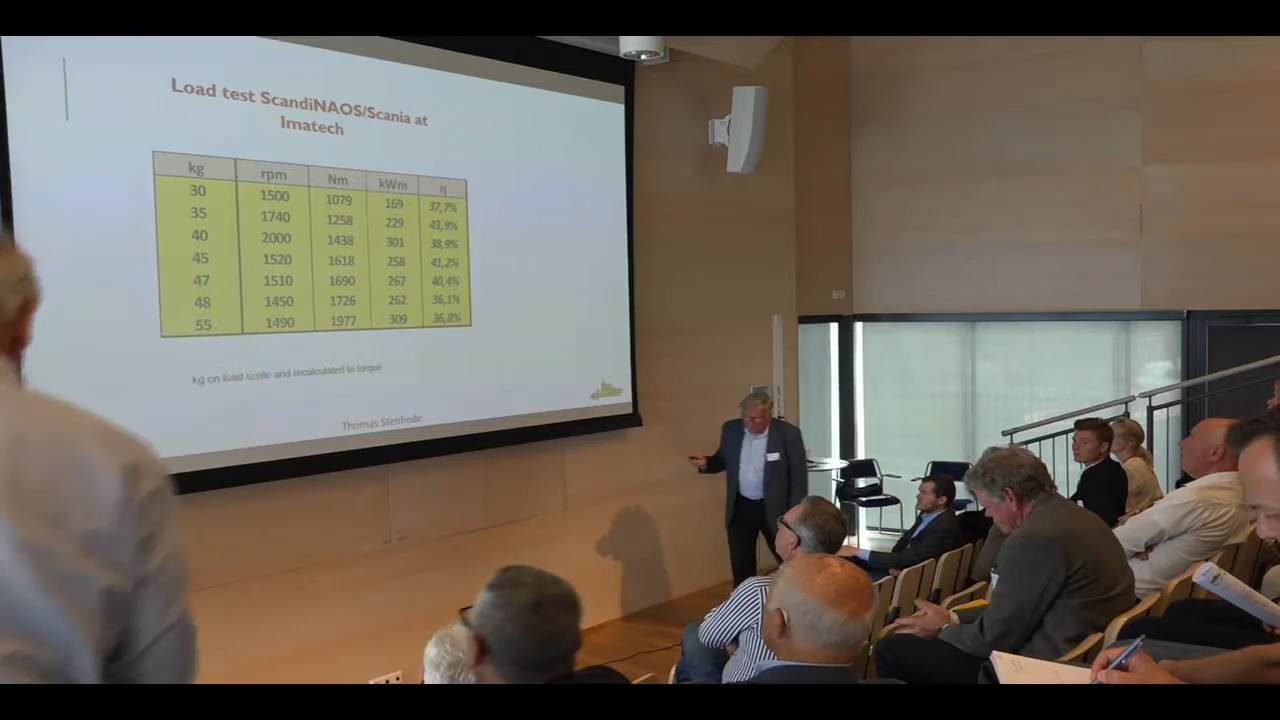 Load test ScandiNAOS/Scania at
Imatech
kg rpm Nm kWm η
30 1500 1079 169 37,7%
35 1740 1258 229 43,9%
40 2000 1438 301 38,9%
45 1520 1618 258 41,2%
47 1510 1690 267 40,4%
48 1450 1726 262 36,1%
55 1490 1977 309 36,8%
kg on load scale and recalculated to torque
Thomas Stenhede